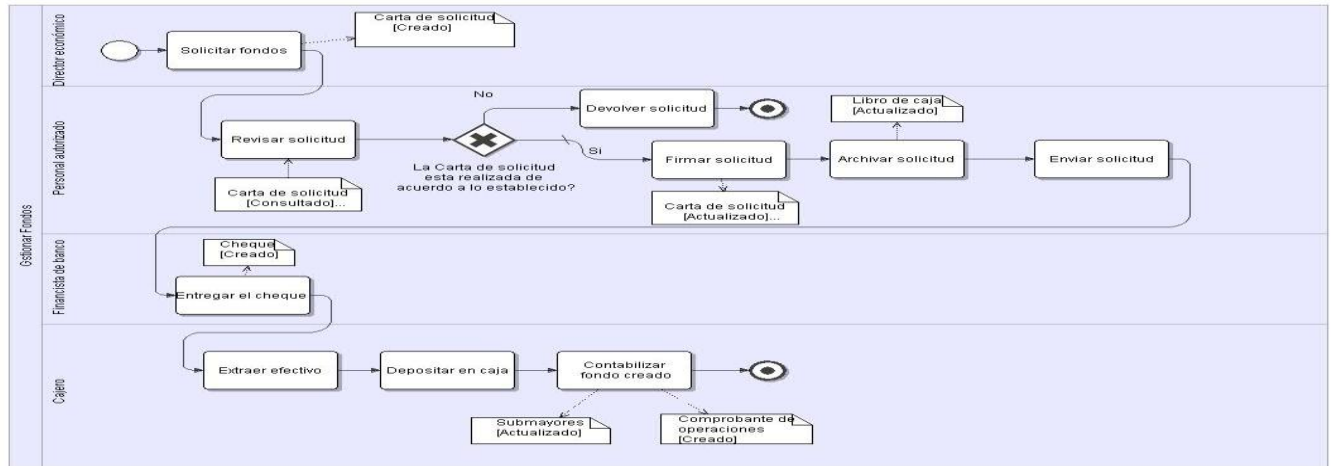 Gstionar Fondos
Director económico
Solicitar fondos
Carta de solicitud
[Creado]
Personal autorizado
Revisar solicitud
Carta de solicitud
[Consultado]...
No
Devolver solicitud
La Carta de solicitud
esta realizada de
acuerdo a lo establecido?
Si
Firmar solicitud
Carta de solicitud
[Actualizado]...
Libro de caja
[Actualizado]
Archivar solicitud
Enviar solicitud
Financista de banco
Cheque
[Creado]
Entregar el cheque
Cajero
Extraer efectivo
Depositar en caja
Contabilizar
fondo creado
Submayores
[Actualizado]
Comprobante de
operaciones
[Creado]